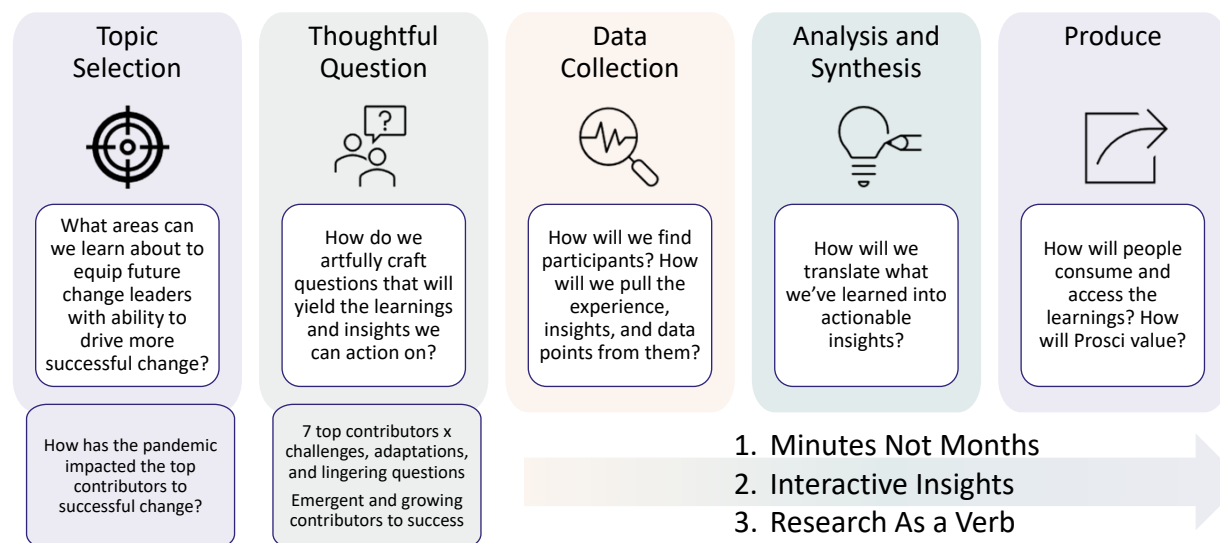 Topic
Selection
What areas can
we learn about to
equip future
change leaders
with ability to
drive more
successful change?
How has the pandemic
impacted the top
contributors to
successful change?
Thoughtful
Question
?
How do we
artfully craft
questions that will
yield the learnings
and insights we
can action on?
7 top contributors x
challenges, adaptations,
and lingering questions
Emergent and growing
contributors to success
Data
Collection
How will we find
participants? How
will we pull the
experience,
insights, and data
points from them?
Analysis and
Synthesis
How will we
translate what
we’ve learned into
actionable
insights?
Produce
How will people
consume and
access the
learnings? How
will Prosci value?
1. Minutes Not Months
2. Interactive Insights
3. Research As a Verb